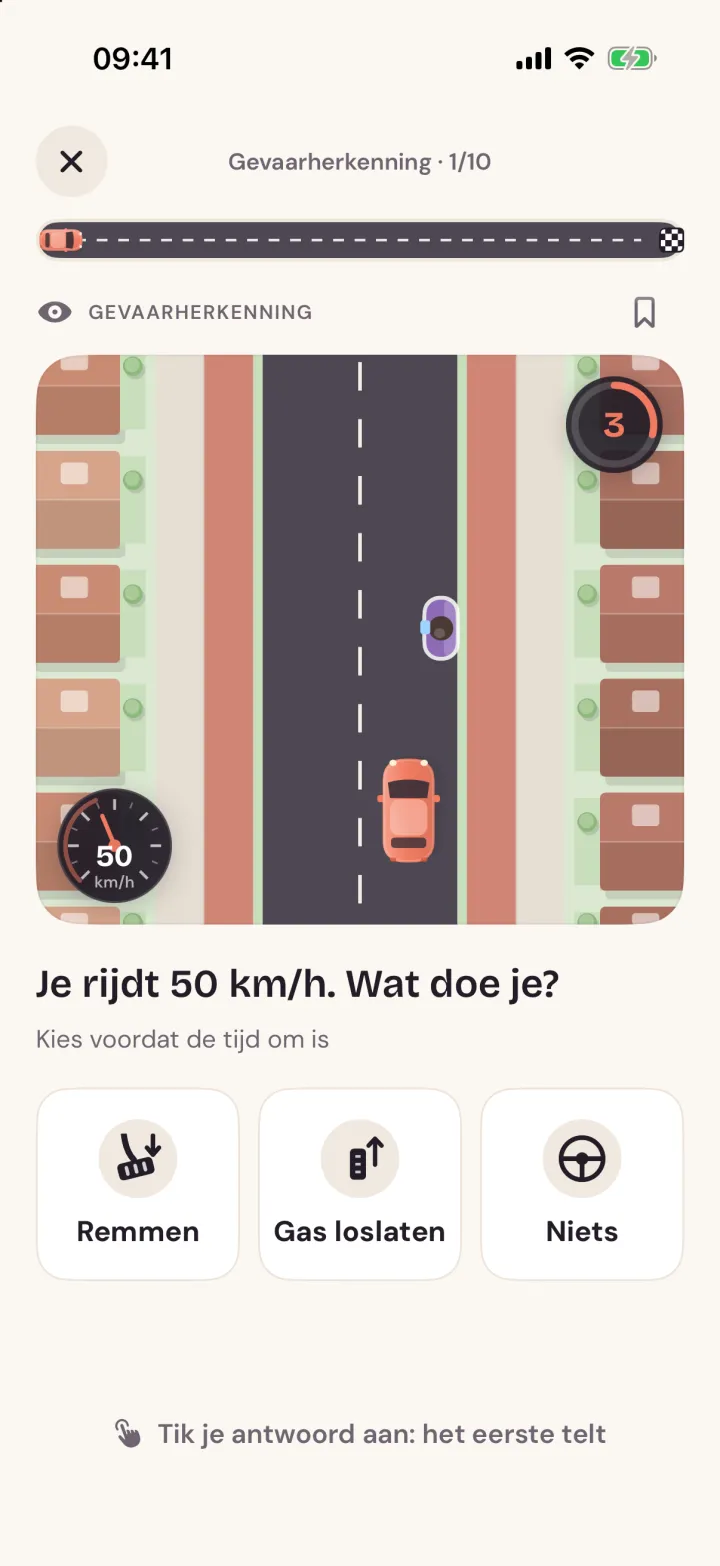 09:41
Gevaarherkenning · 1/10
GEVAARHERKENNING
3
50
km/h
Je rijdt 50 km/h. Wat doe je?
Kies voordat de tijd om is
Remmen
Gas loslaten
Niets
Tik je antwoord aan: het eerste telt